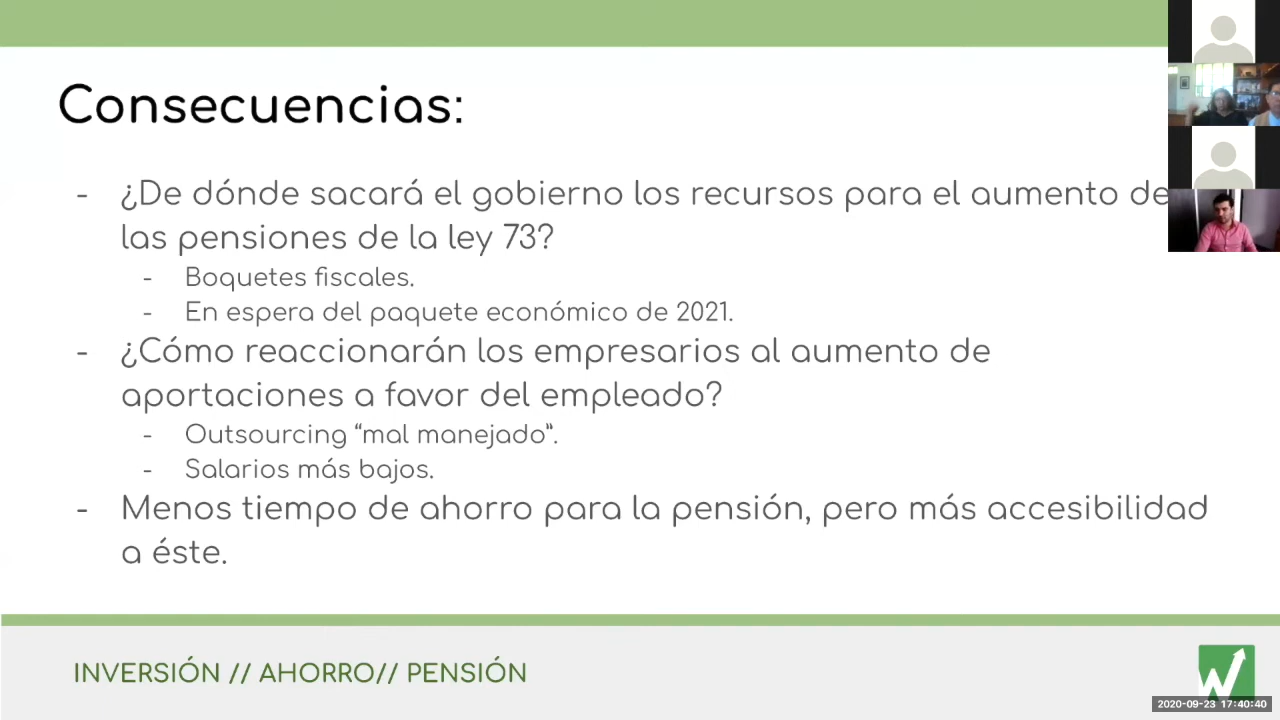 Consecuencias:
- ¿De dónde sacará el gobierno los recursos para el aumento de
las pensiones de la ley 73?
- Boquetes fiscales.
- En espera del paquete económico de 2021.
- ¿Cómo reaccionarán los empresarios al aumento de
aportaciones a favor del empleado?
- Outsourcing “mal manejado”.
- Salarios más bajos.
- Menos tiempo de ahorro para la pensión, pero más accesibilidad
a éste.
INVERSIÓN // AHORRO// PENSIÓN
W
2020-09-23 17:40:40